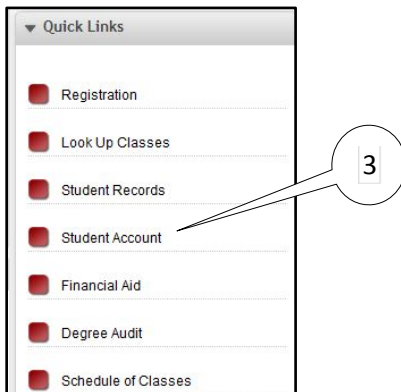 Quick Links
Registration
Look Up Classes
Student Records
3
Student Account
Financial Aid
Degree Audit
Schedule of Classes